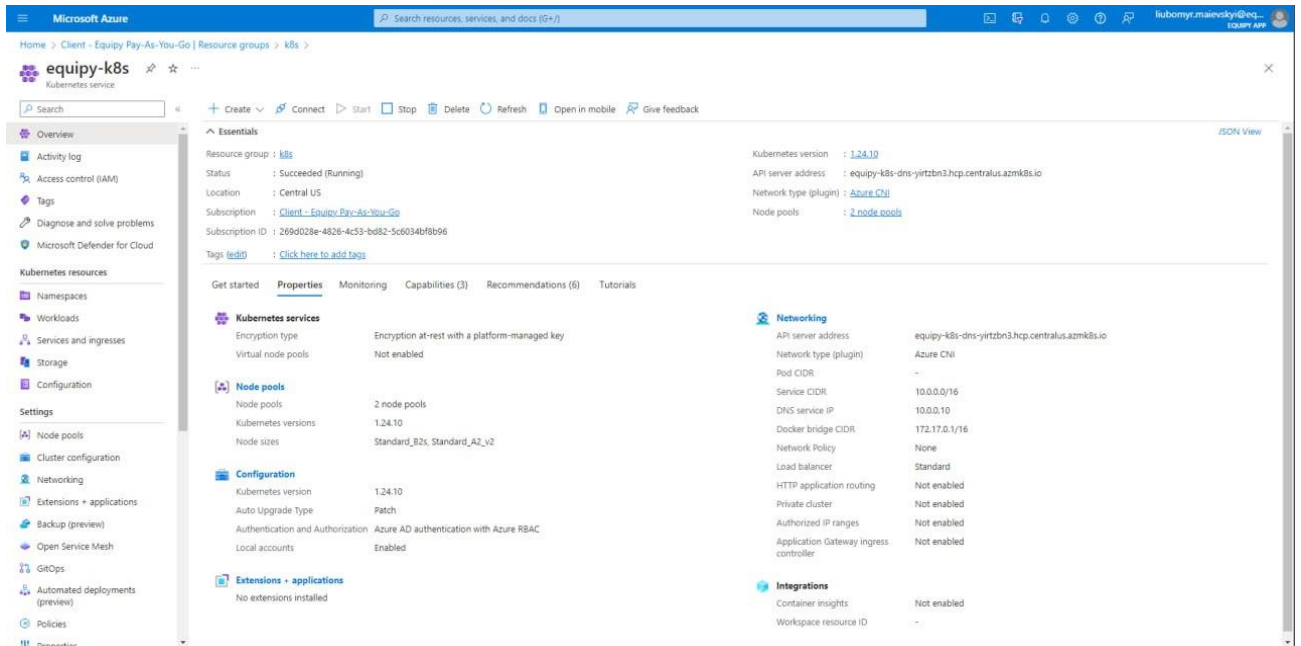 Microsoft Azure
Search resources, services, and docs (G+/)
liubomyr.maievskyi@eq...
EQUIPY APP
Home > Client - Equipy Pay-As-You-Go | Resource groups > k8s >
equipy-k8s
Kubernetes service
Search
Create
Connect
Start
Stop
Delete
Refresh
Open in mobile
Give feedback
Overview
Activity log
Access control (IAM)
Tags
Diagnose and solve problems
Microsoft Defender for Cloud
Kubernetes resources
Namespaces
Workloads
Services and ingresses
Storage
Configuration
Settings
Node pools
Cluster configuration
Networking
Extensions + applications
Backup (preview)
Open Service Mesh
GitOps
Automated deployments
(preview)
Policies
Properties
Essentials
JSON View
Resource group : k8s
Status : Succeeded (Running)
Location : Central US
Subscription : Client - Equipy Pay-As-You-Go
Subscription ID : 269d028e-4826-4c53-bd82-5c6034bf8b96
Kubernetes version : 1.24.10
API server address : equipy-k8s-dns-yirtzbn3.hcp.centralus.azmk8s.io
Network type (plugin) : Azure CNI
Node pools : 2 node pools
Tags (edit) : Click here to add tags
Get started
Properties
Monitoring
Capabilities (3)
Recommendations (6)
Tutorials
Kubernetes services
Encryption type Encryption at-rest with a platform-managed key
Virtual node pools Not enabled
Node pools
Node pools 2 node pools
Kubernetes versions 1.24.10
Node sizes Standard_B2s, Standard_A2_v2
Configuration
Kubernetes version 1.24.10
Auto Upgrade Type Patch
Authentication and Authorization Azure AD authentication with Azure RBAC
Local accounts Enabled
Extensions + applications
No extensions installed
Networking
API server address equipy-k8s-dns-yirtzbn3.hcp.centralus.azmk8s.io
Network type (plugin) Azure CNI
Pod CIDR -
Service CIDR 10.0.0.0/16
DNS service IP 10.0.0.10
Docker bridge CIDR 172.17.0.1/16
Network Policy None
Load balancer Standard
HTTP application routing Not enabled
Private cluster Not enabled
Authorized IP ranges Not enabled
Application Gateway ingress Not enabled
controller
Integrations
Container insights Not enabled
Workspace resource ID -